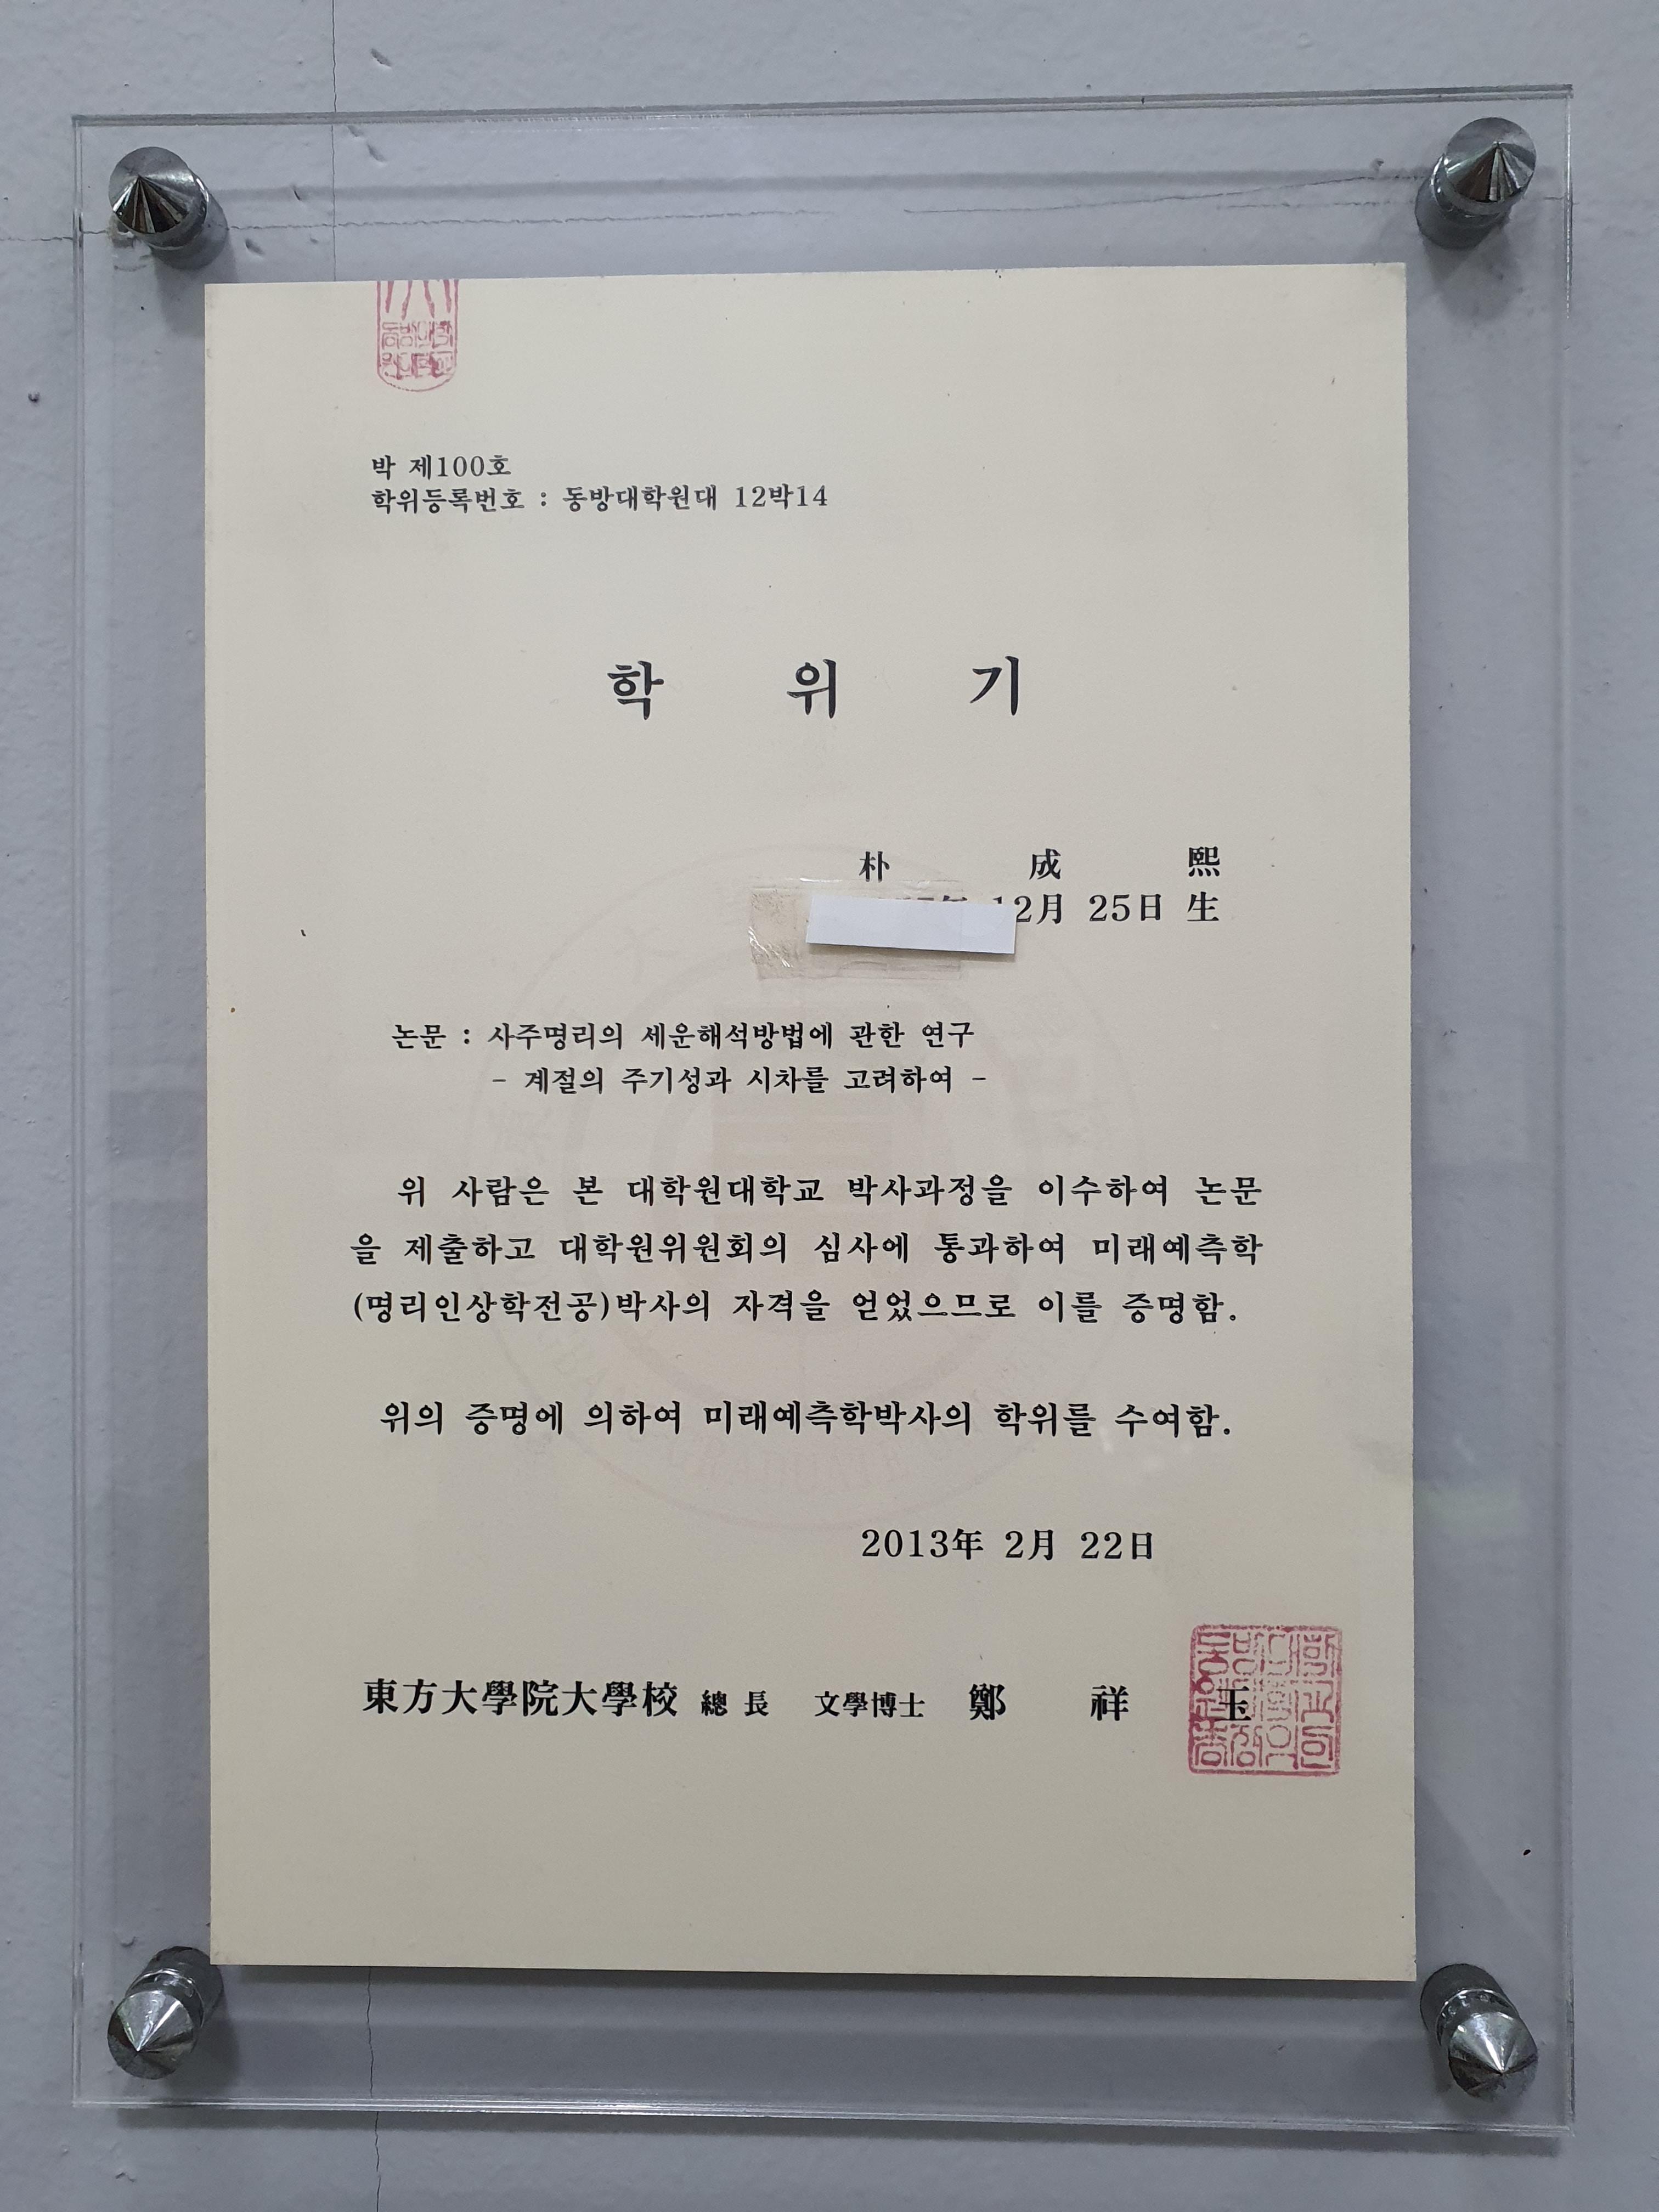 박 제100호
학위등록번호 : 동방대학원대 12박14
학 위 기
朴 成 熙
12月 25日 生
논문 : 사주명리의 세운해석방법에 관한 연구
- 계절의 주기성과 시차를 고려하여 -
위 사람은 본 대학원대학교 박사과정을 이수하여 논문
을 제출하고 대학원위원회의 심사에 통과하여 미래예측학
(명리인상학전공)박사의 자격을 얻었으므로 이를 증명함.
위의 증명에 의하여 미래예측학박사의 학위를 수여함.
2013年 2月 22日
東方大學院大學校 總 長 文學博士 鄭 祥 玉